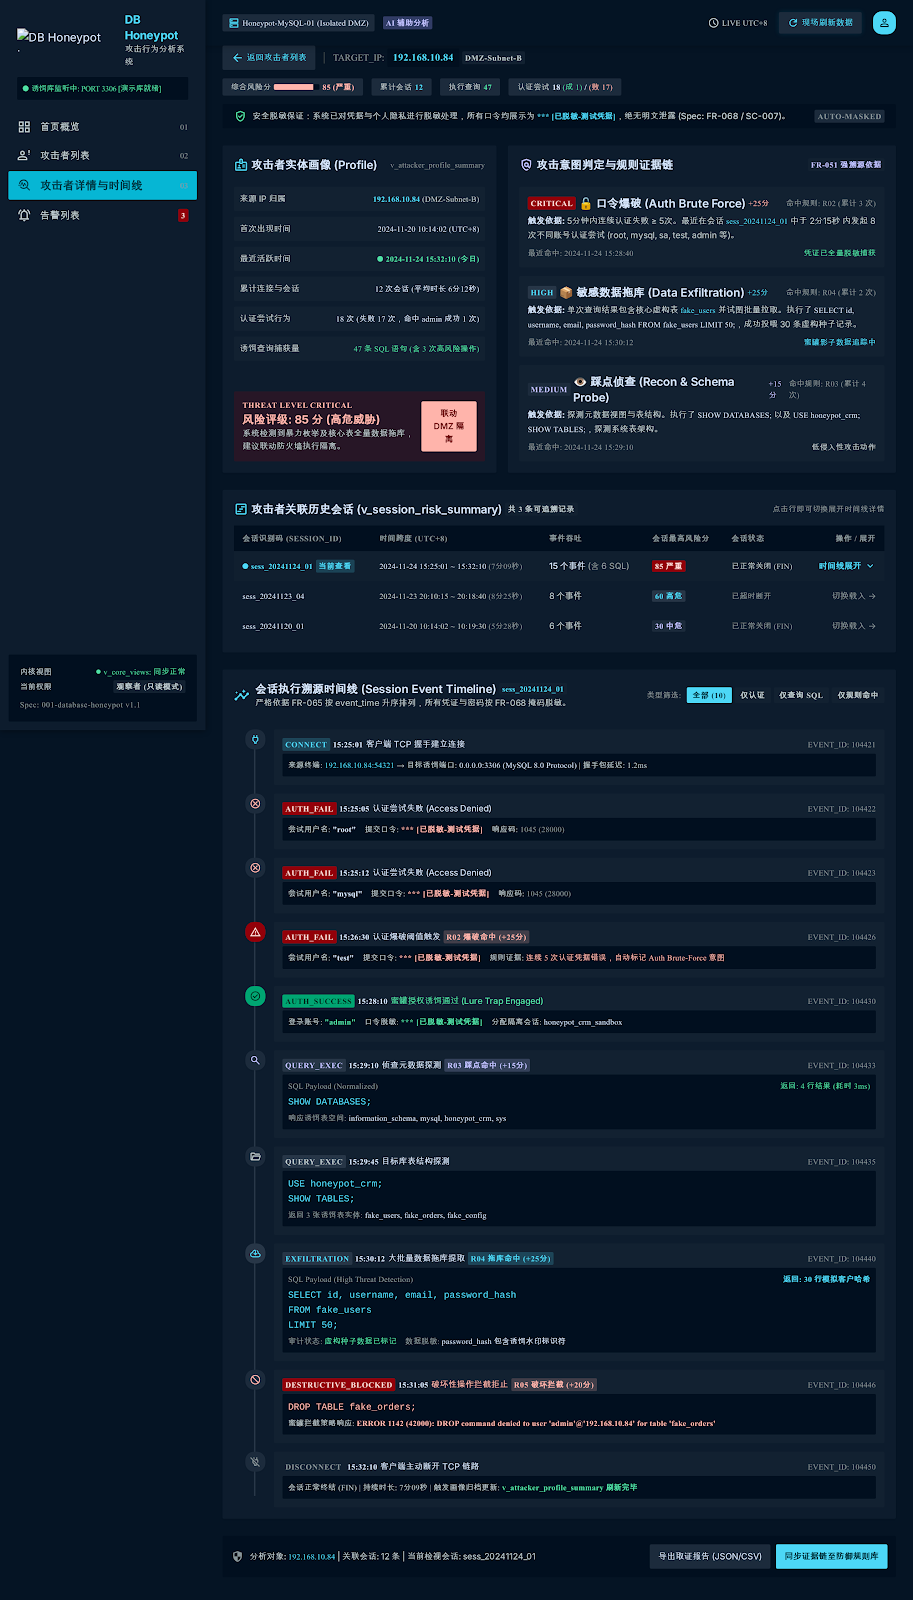 DB Honeypot
DB Honeypot
攻击行为分析系统
诱饵库监听中: PORT 3306 [演示库就绪]
首页概览 01
攻击者列表 02
攻击者详情与时间线 03
告警列表 3
内核视图 v_core_views: 同步正常
当前权限 观察者 (只读模式)
Spec: 001-database-honeypot v1.1
Honeypot-MySQL-01 (Isolated DMZ) AI 辅助分析 LIVE UTC+8 现场刷新数据
返回攻击者列表 | TARGET_IP: 192.168.10.84 DMZ-Subnet-B
综合风险分 85 (严重) 累计会话 12 执行查询 47 认证尝试 18 (成 1) / (败 17)
安全脱敏保证：系统已对凭据与个人隐私进行脱敏处理，所有口令均展示为 *** [已脱敏-测试凭据]，绝无明文泄露 (Spec: FR-068 / SC-007)。 AUTO-MASKED
攻击者实体画像 (Profile) v_attacker_profile_summary
来源 IP 归属 192.168.10.84 (DMZ-Subnet-B)
首次出现时间 2024-11-20 10:14:02 (UTC+8)
最近活跃时间 2024-11-24 15:32:10 (今日)
累计连接与会话 12 次会话 (平均时长 6分12秒)
认证尝试行为 18 次 (失败 17 次，命中 admin 成功 1 次)
诱饵查询捕获量 47 条 SQL 语句 (含 3 次高风险操作)
THREAT LEVEL CRITICAL
风险评级: 85 分 (高危威胁)
系统检测到暴力枚举及核心表全量数据拖库，建议联动防火墙执行隔离。
联动 DMZ 隔离
攻击意图判定与规则证据链 FR-051 强溯源依据
CRITICAL 🔓 口令爆破 (Auth Brute Force) +25分 命中规则: R02 (累计 3 次)
触发依据: 5分钟内连续认证失败 ≥ 5次。最近在会话 sess_20241124_01 中于 2分15秒 内发起 8 次不同账号认证尝试 (root, mysql, sa, test, admin 等)。
最近命中: 2024-11-24 15:28:40 凭证已全量脱敏捕获
HIGH 📦 敏感数据拖库 (Data Exfiltration) +25分 命中规则: R04 (累计 2 次)
触发依据: 单次查询结果包含核心虚构表 fake_users 并试图批量拉取。执行了 SELECT id, username, email, password_hash FROM fake_users LIMIT 50;，成功投喂 30 条虚构种子记录。
最近命中: 2024-11-24 15:30:12 蜜罐影子数据追踪中
MEDIUM 👁️ 踩点侦查 (Recon & Schema Probe) +15分 命中规则: R03 (累计 4 次)
触发依据: 探测元数据视图与表结构。执行了 SHOW DATABASES; 以及 USE honeypot_crm; SHOW TABLES;，探测系统表架构。
最近命中: 2024-11-24 15:29:10 低侵入性攻击动作
攻击者关联历史会话 (v_session_risk_summary) 共 3 条可追溯记录 点击行即可切换展开时间线详情
会话识别码 (SESSION_ID) 时间跨度 (UTC+8) 事件吞吐 会话最高风险分 会话状态 操作 / 展开
sess_20241124_01 当前查看 2024-11-24 15:25:01 ~ 15:32:10 (7分09秒) 15 个事件 (含 6 SQL) 85 严重 已正常关闭 (FIN) 时间线展开
sess_20241123_04 2024-11-23 20:10:15 ~ 20:18:40 (8分25秒) 8 个事件 60 高危 已超时断开 切换载入 →
sess_20241120_01 2024-11-20 10:14:02 ~ 10:19:30 (5分28秒) 6 个事件 30 中危 已正常关闭 (FIN) 切换载入 →
会话执行溯源时间线 (Session Event Timeline) sess_20241124_01
严格依据 FR-065 按 event_time 升序排列，所有凭证与密码按 FR-068 掩码脱敏。
类型筛选: 全部 (10) 仅认证 仅查询 SQL 仅规则命中
CONNECT 15:25:01 客户端 TCP 握手建立连接 EVENT_ID: 104421
来源终端: 192.168.10.84:54321 → 目标诱饵端口: 0.0.0.0:3306 (MySQL 8.0 Protocol) | 握手包延迟: 1.2ms
AUTH_FAIL 15:25:05 认证尝试失败 (Access Denied) EVENT_ID: 104422
尝试用户名: "root" 提交口令: *** [已脱敏-测试凭据] 响应码: 1045 (28000)
AUTH_FAIL 15:25:12 认证尝试失败 (Access Denied) EVENT_ID: 104423
尝试用户名: "mysql" 提交口令: *** [已脱敏-测试凭据] 响应码: 1045 (28000)
AUTH_FAIL 15:26:30 认证爆破阈值触发 R02 爆破命中 (+25分) EVENT_ID: 104426
尝试用户名: "test" 提交口令: *** [已脱敏-测试凭据] 规则证据: 连续 5 次认证凭据错误，自动标记 Auth Brute-Force 意图
AUTH_SUCCESS 15:28:10 蜜罐授权诱饵通过 (Lure Trap Engaged) EVENT_ID: 104430
登录账号: "admin" 口令脱敏: *** [已脱敏-测试凭据] 分配隔离会话: honeypot_crm_sandbox
QUERY_EXEC 15:29:10 侦查元数据探测 R03 踩点命中 (+15分) EVENT_ID: 104433
SQL Payload (Normalized) 返回: 4 行结果 (耗时 3ms)
SHOW DATABASES;
响应诱饵表空间: information_schema, mysql, honeypot_crm, sys
QUERY_EXEC 15:29:45 目标库表结构探测 EVENT_ID: 104435
USE honeypot_crm;
SHOW TABLES;
返回 3 张诱饵表实体: fake_users, fake_orders, fake_config
EXFILTRATION 15:30:12 大批量数据拖库提取 R04 拖库命中 (+25分) EVENT_ID: 104440
SQL Payload (High Threat Detection) 返回: 30 行模拟客户哈希
SELECT id, username, email, password_hash
FROM fake_users
LIMIT 50;
审计状态: 虚构种子数据已标记 数据脱敏: password_hash 包含诱饵水印标识符
DESTRUCTIVE_BLOCKED 15:31:05 破坏性操作拦截拒止 R05 破坏拦截 (+20分) EVENT_ID: 104446
DROP TABLE fake_orders;
蜜罐拦截策略响应: ERROR 1142 (42000): DROP command denied to user 'admin'@'192.168.10.84' for table 'fake_orders'
DISCONNECT 15:32:10 客户端主动断开 TCP 链路 EVENT_ID: 104450
会话正常终结 (FIN) | 持续时长: 7分09秒 | 触发画像归档更新: v_attacker_profile_summary 刷新完毕
分析对象: 192.168.10.84 | 关联会话: 12 条 | 当前检视会话: sess_20241124_01
导出取证报告 (JSON/CSV) 同步证据链至防御规则库